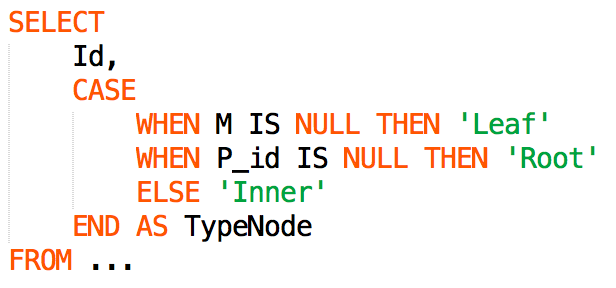 SELECT
Id,
CASE
WHEN M IS NULL THEN 'Leaf'
WHEN P_id IS NULL THEN 'Root'
ELSE 'Inner'
END AS TypeNode
FROM ...